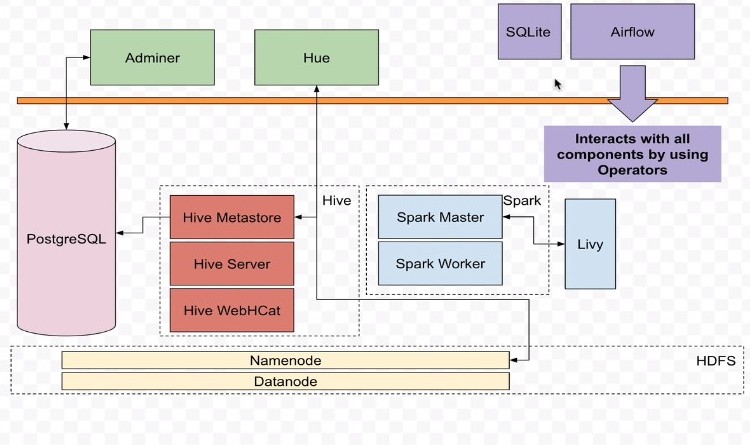 Adminer
Hue
SQLite
Airflow
Interacts with all
components by using
Operators
PostgreSQL
Hive
Hive Metastore
Hive Server
Hive WebHCat
Spark
Spark Master
Spark Worker
Livy
HDFS
Namenode
Datanode